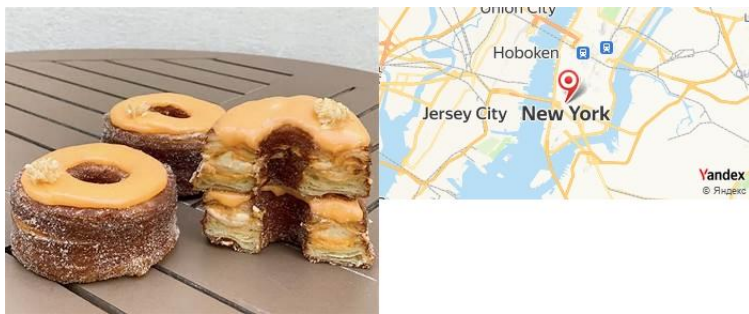 Union City
Hoboken
Jersey City
New York
Yandex
© Яндекс